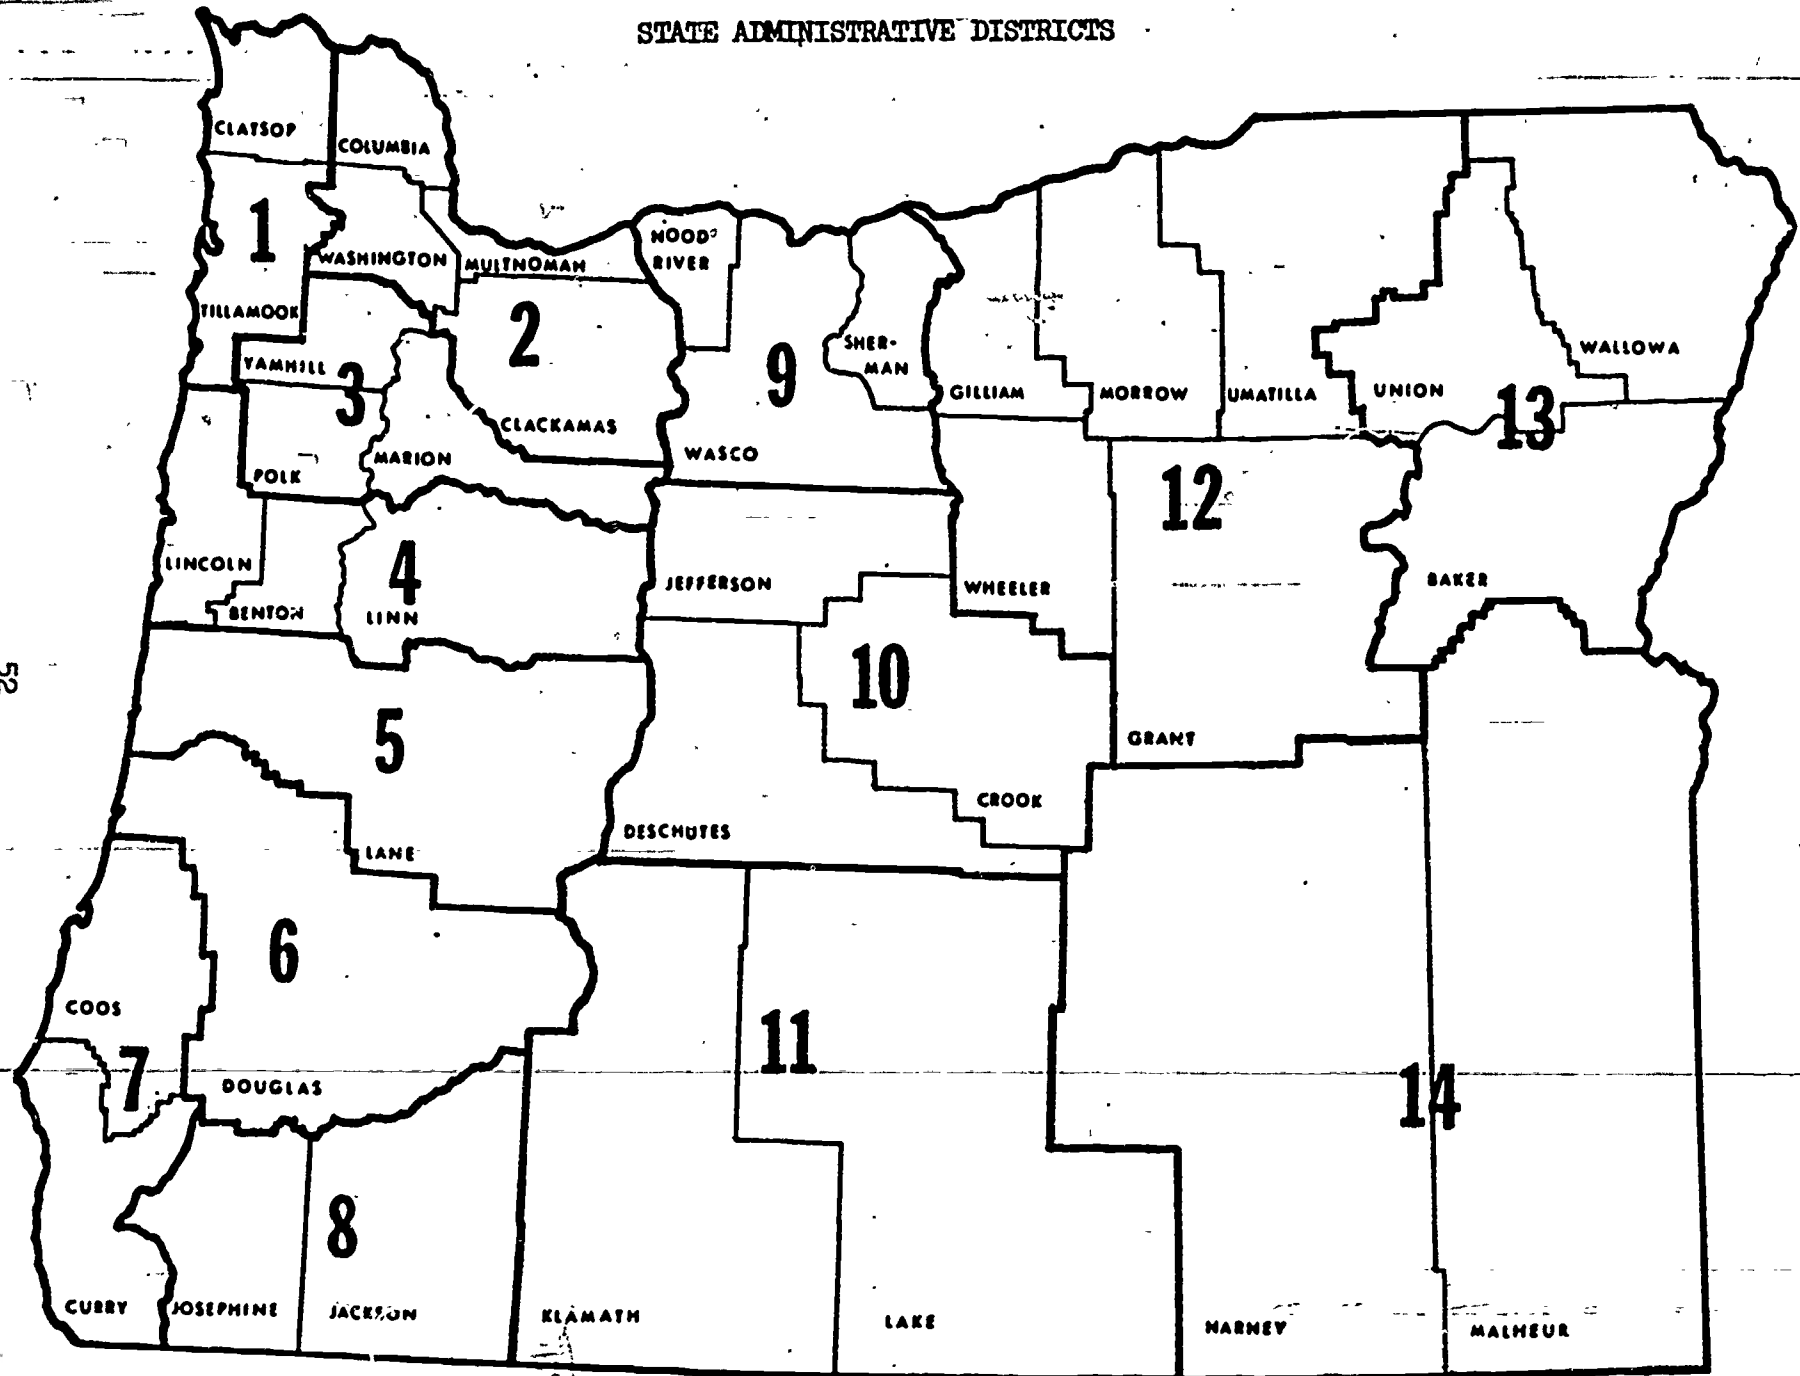 STATE ADMINISTRATIVE DISTRICTS
CLATSOP
COLUMBIA
1
HOOD
RIVER
WASHINGTON
MULTNOMAH
TILLAMOOK
2
SHER-
MAN
WALLOWA
YAMHILL
3
9
GILLIAM
MORROW
UMATILLA
UNION
13
CLACKAMAS
WASCO
MARION
POLK
12
LINCOLN
4
JEFFERSON
WHEELER
BAKER
BENTON
LINN
52
10
5
GRANT
CROOK
DESCHUTES
LANE
6
COOS
11
7
DOUGLAS
14
8
CURRY
JOSEPHINE
JACKSON
KLAMATH
LAKE
HARNEY
MALHEUR